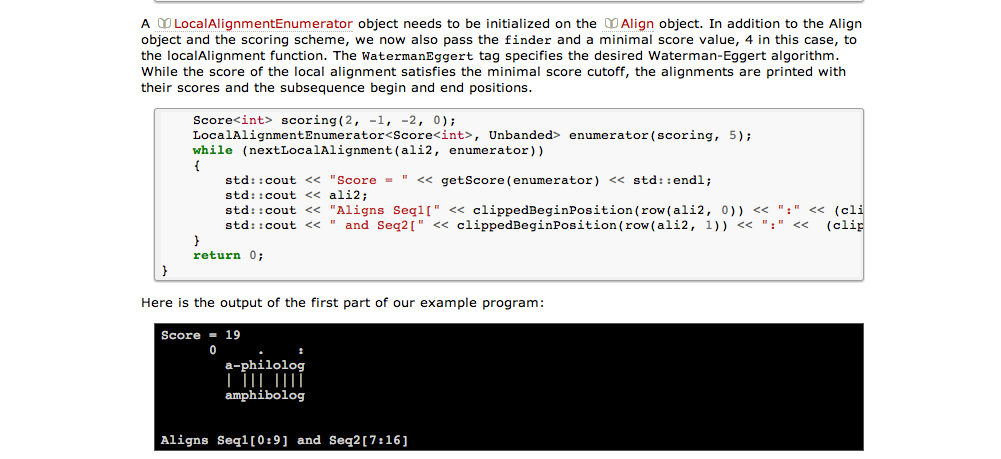 A LocalAlignmentEnumerator object needs to be initialized on the Align object. In addition to the Align
object and the scoring scheme, we now also pass the finder and a minimal score value, 4 in this case, to
the localAlignment function. The WatermanEggert tag specifies the desired Waterman-Eggert algorithm.
While the score of the local alignment satisfies the minimal score cutoff, the alignments are printed with
their scores and the subsequence begin and end positions.
Score<int> scoring(2, -1, -2, 0);
LocalAlignmentEnumerator<Score<int>, Unbanded> enumerator(scoring, 5);
while (nextLocalAlignment(ali2, enumerator))
{
std::cout << "Score = " << getScore(enumerator) << std::endl;
std::cout << ali2;
std::cout << "Aligns Seq1[" << clippedBeginPosition(row(ali2, 0)) << ":" << (cli
std::cout << " and Seq2[" << clippedBeginPosition(row(ali2, 1)) << ":" << (clip
}
return 0;
}
Here is the output of the first part of our example program:
Score = 19
0 . :
a-philolog
| ||| ||||
amphibolog
Aligns Seq1[0:9] and Seq2[7:16]